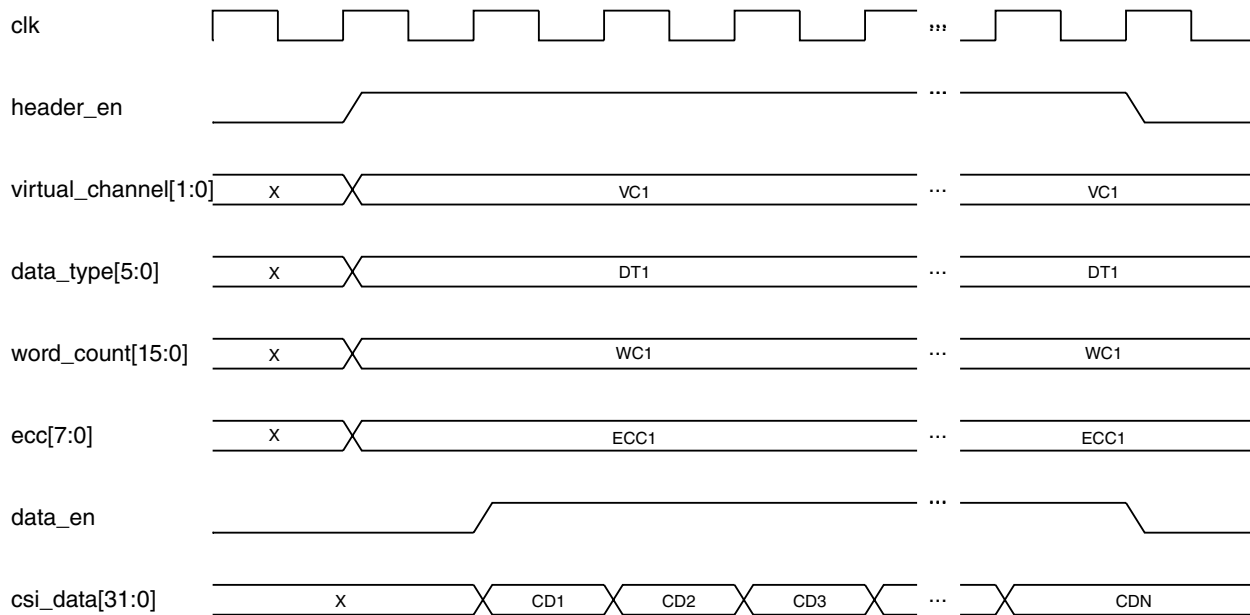 clk ...
header_en ...
virtual_channel[1:0] X VC1 ... VC1
data_type[5:0] X DT1 ... DT1
word_count[15:0] X WC1 ... WC1
ecc[7:0] X ECC1 ... ECC1
data_en ...
csi_data[31:0] X CD1 CD2 CD3 ... CDN